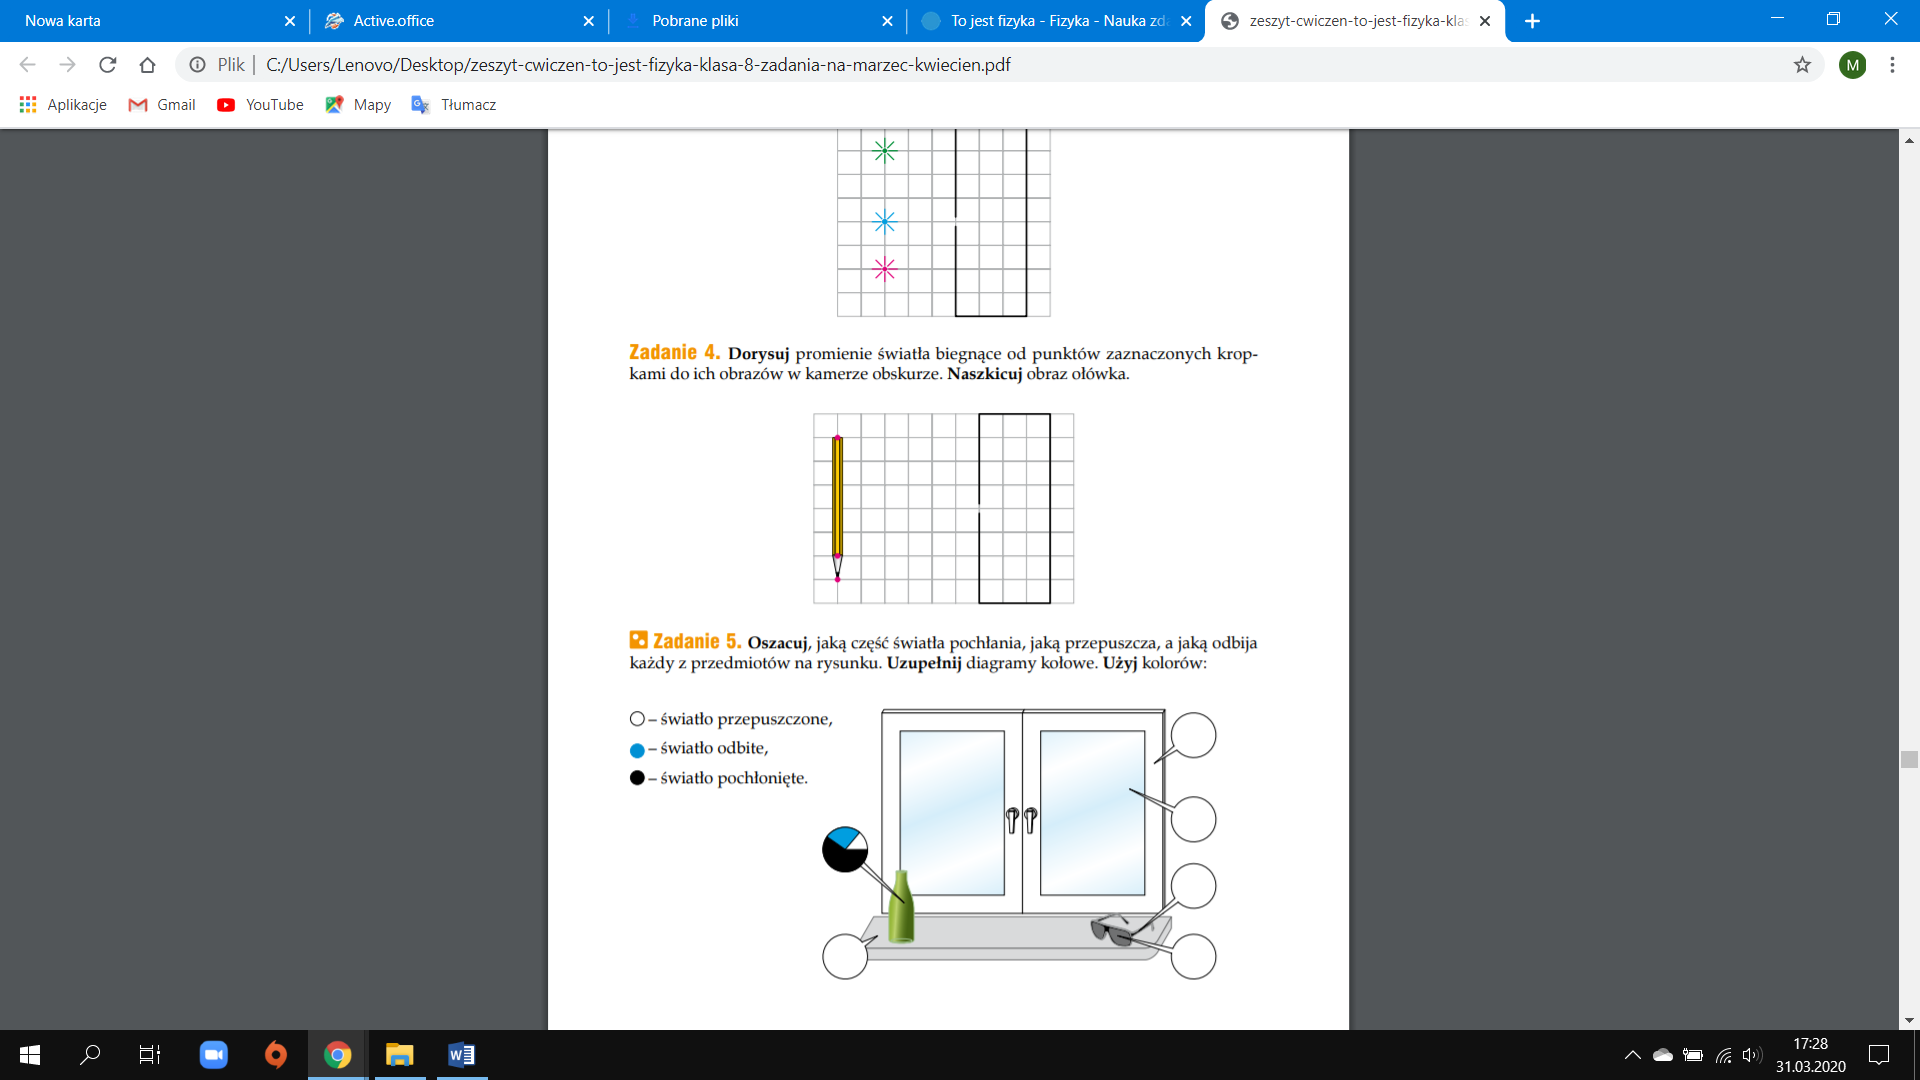 Nowa karta
Active.office
Pobrane pliki
To jest fizyka - Fizyka - Nauka zda
zeszyt-cwiczen-to-jest-fizyka-klas
Plik
C:/Users/Lenovo/Desktop/zeszyt-cwiczen-to-jest-fizyka-klasa-8-zadania-na-marzec-kwiecien.pdf
M
Aplikacje
Gmail
YouTube
Mapy
Tłumacz
Zadanie 4. Dorysuj promienie światła biegnące od punktów zaznaczonych krop-
kami do ich obrazów w kamerze obskurze. Naszkicuj obraz ołówka.
Zadanie 5. Oszacuj, jaką część światła pochłania, jaką przepuszcza, a jaką odbija
każdy z przedmiotów na rysunku. Uzupełnij diagramy kołowe. Użyj kolorów:
– światło przepuszczone,
– światło odbite,
– światło pochłonięte.
17:28
31.03.2020